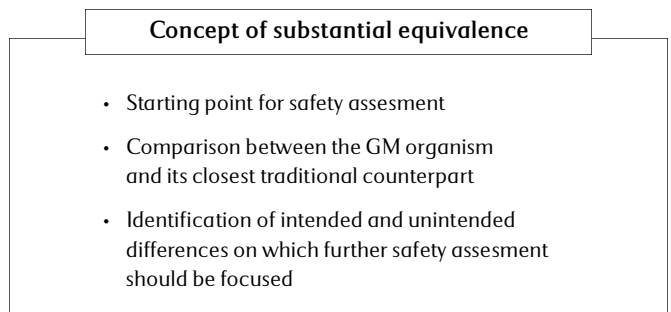 Concept of substantial equivalence
• Starting point for safety assesment
• Comparison between the GM organism
and its closest traditional counterpart
• Identification of intended and unintended
differences on which further safety assesment
should be focused